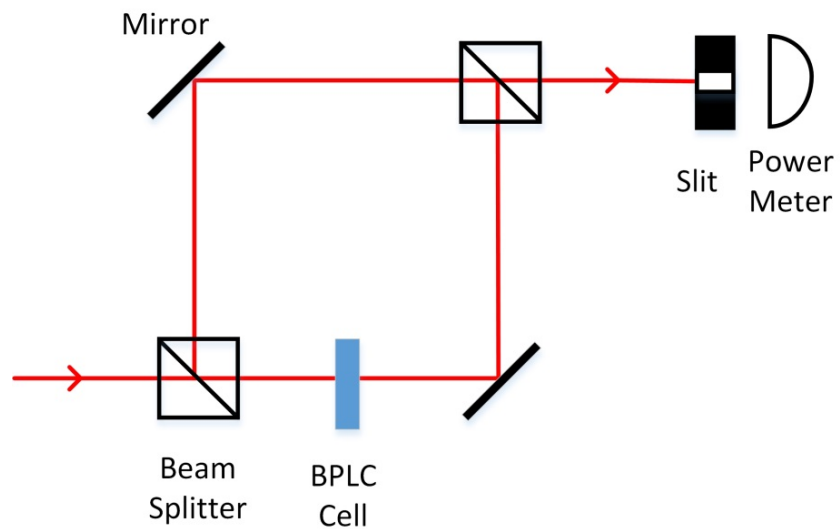 Mirror
Slit
Power
Meter
Beam
Splitter
BPLC
Cell